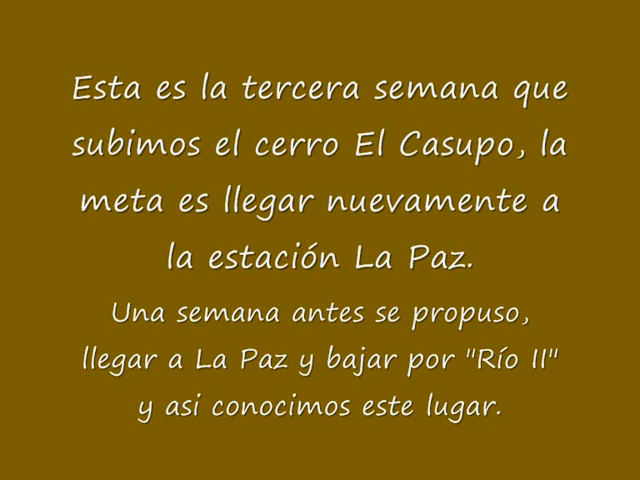 Esta es la tercera semana que
subimos el cerro El Casupo, la
meta es llegar nuevamente a
la estación La Paz.
Una semana antes se propuso,
llegar a La Paz y bajar por "Río II"
y asi conocimos este lugar.